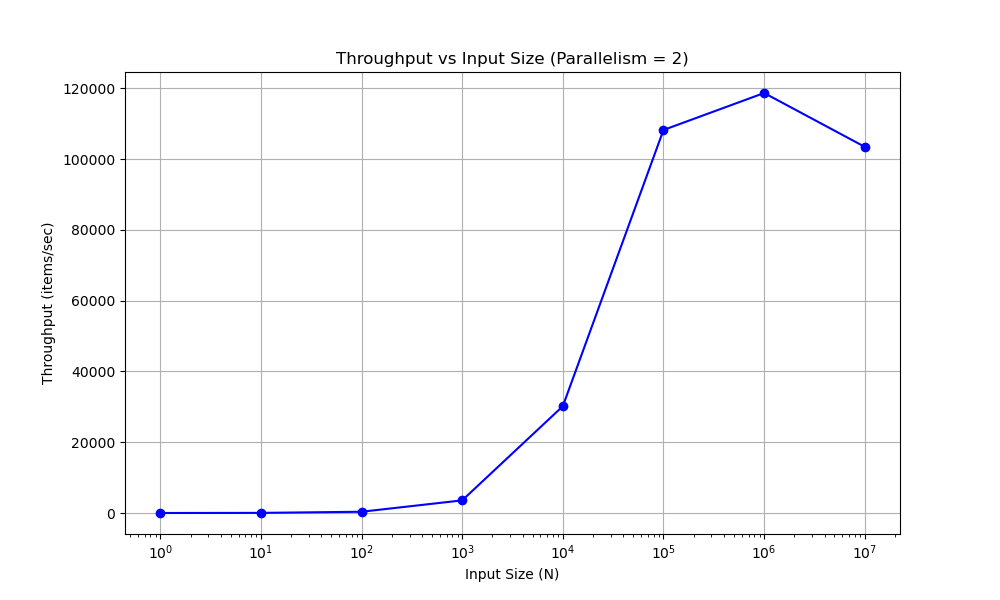 Throughput vs Input Size (Parallelism = 2)
120000
100000
80000
60000
40000
20000
0
Throughput (items/sec)
10⁰ 10¹ 10² 10³ 10⁴ 10⁵ 10⁶ 10⁷
Input Size (N)